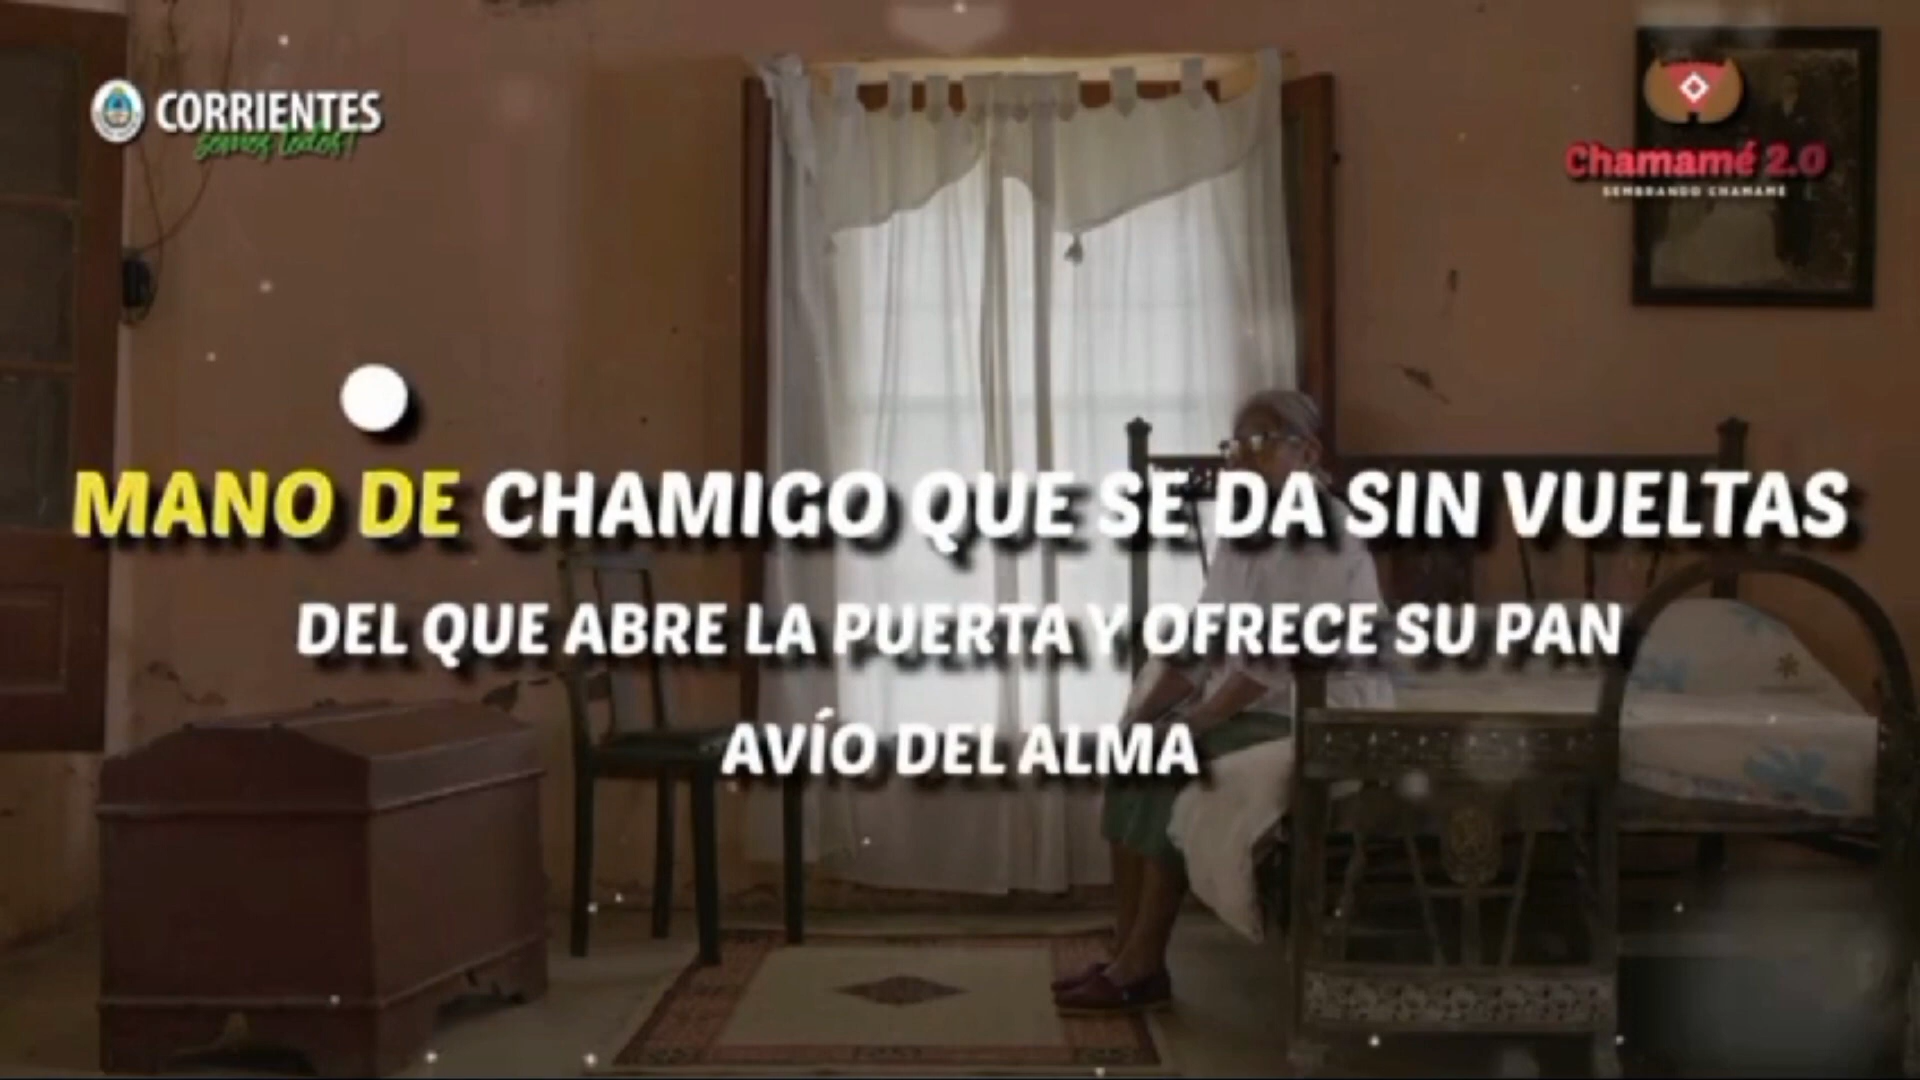 CORRIENTES
somos todos!
Chamamé 2.0
SEMBRANDO CHAMAME
MANO DE CHAMIGO QUE SE DA SIN VUELTAS
DEL QUE ABRE LA PUERTA Y OFRECE SU PAN
AVÍO DEL ALMA